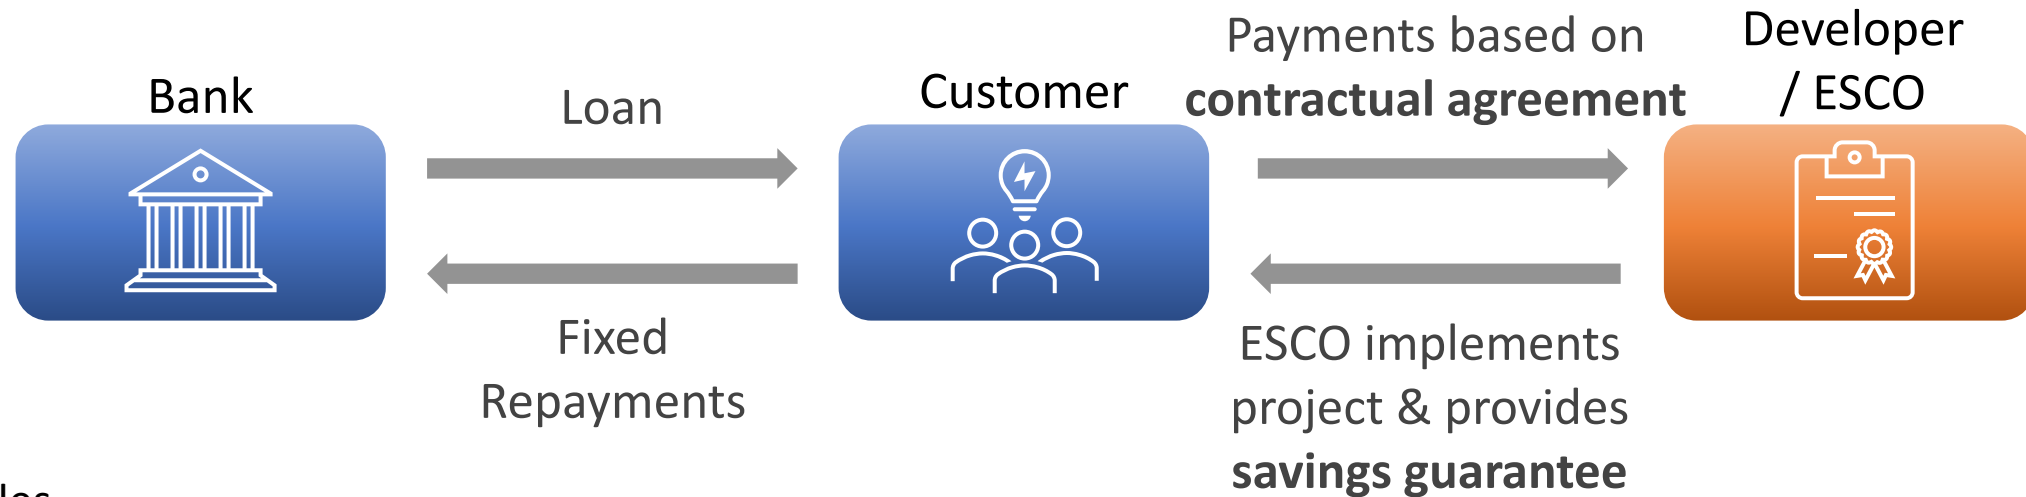 Bank
Loan
Fixed
Repayments
Customer
Payments based on
contractual agreement
ESCO implements
project & provides
savings guarantee
Developer
/ ESCO